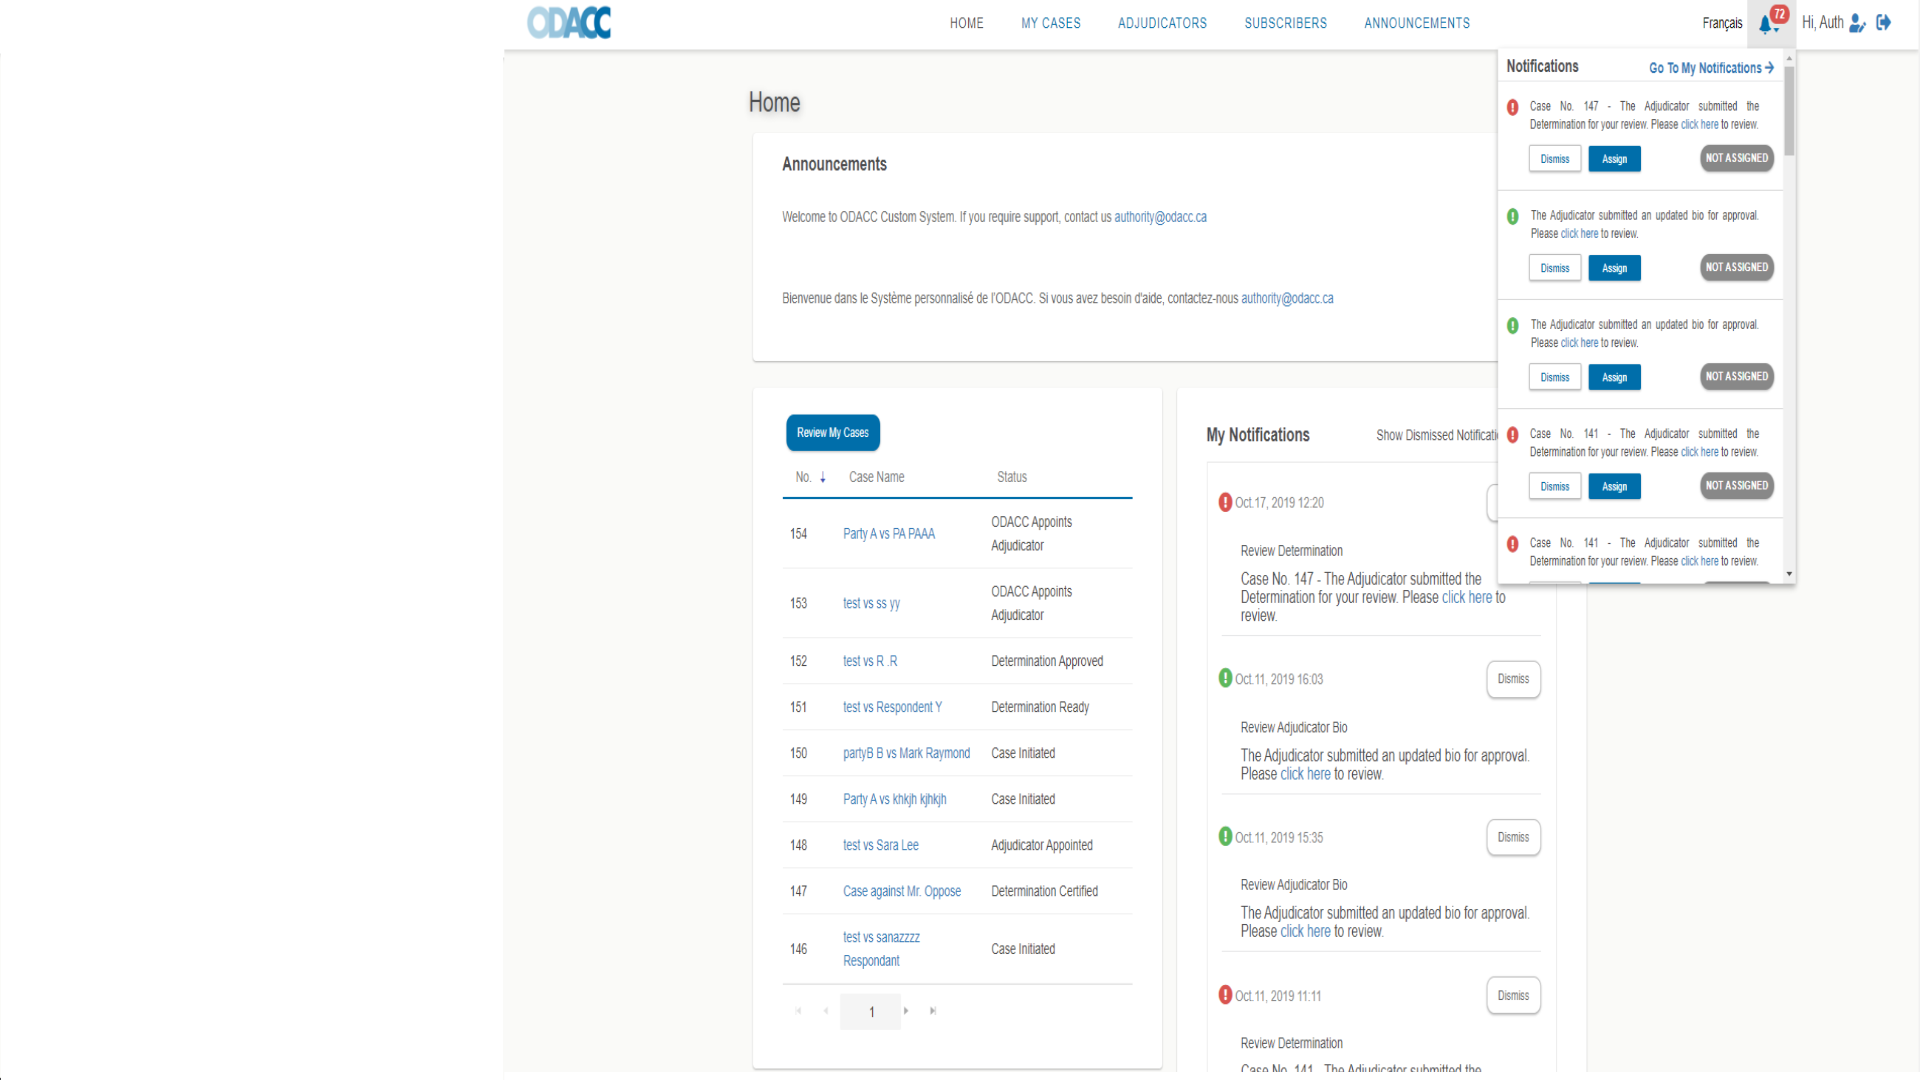 ODACC
HOME MY CASES ADJUDICATORS SUBSCRIBERS ANNOUNCEMENTS
Français 72 Hi, Auth
Notifications Go To My Notifications
Case No. 147 - The Adjudicator submitted the
Determination for your review. Please click here to review.
Dismiss Assign NOT ASSIGNED
The Adjudicator submitted an updated bio for approval.
Please click here to review.
Dismiss Assign NOT ASSIGNED
The Adjudicator submitted an updated bio for approval.
Please click here to review.
Dismiss Assign NOT ASSIGNED
Case No. 141 - The Adjudicator submitted the
Determination for your review. Please click here to review.
Dismiss Assign NOT ASSIGNED
Case No. 141 - The Adjudicator submitted the
Determination for your review. Please click here to review.
Home
Announcements
Welcome to ODACC Custom System. If you require support, contact us authority@odacc.ca
Bienvenue dans le Système personnalisé de l'ODACC. Si vous avez besoin d'aide, contactez-nous authority@odacc.ca
Review My Cases
No. ↓ Case Name Status
154 Party A vs PA PAAA ODACC Appoints
Adjudicator
153 test vs ss yy ODACC Appoints
Adjudicator
152 test vs R .R Determination Approved
151 test vs Respondent Y Determination Ready
150 partyB B vs Mark Raymond Case Initiated
149 Party A vs khkjh kjhkjh Case Initiated
148 test vs Sara Lee Adjudicator Appointed
147 Case against Mr. Oppose Determination Certified
146 test vs sanazzzz
Respondant Case Initiated
1
My Notifications Show Dismissed
Oct.17, 2019 12:20
Review Determination
Case No. 147 - The Adjudicator submitted the
Determination for your review. Please click here to
review.
Oct.11, 2019 16:03 Dismiss
Review Adjudicator Bio
The Adjudicator submitted an updated bio for approval.
Please click here to review.
Oct.11, 2019 15:35 Dismiss
Review Adjudicator Bio
The Adjudicator submitted an updated bio for approval.
Please click here to review.
Oct.11, 2019 11:11 Dismiss
Review Determination
Case No. 141 - The Adjudicator submitted the